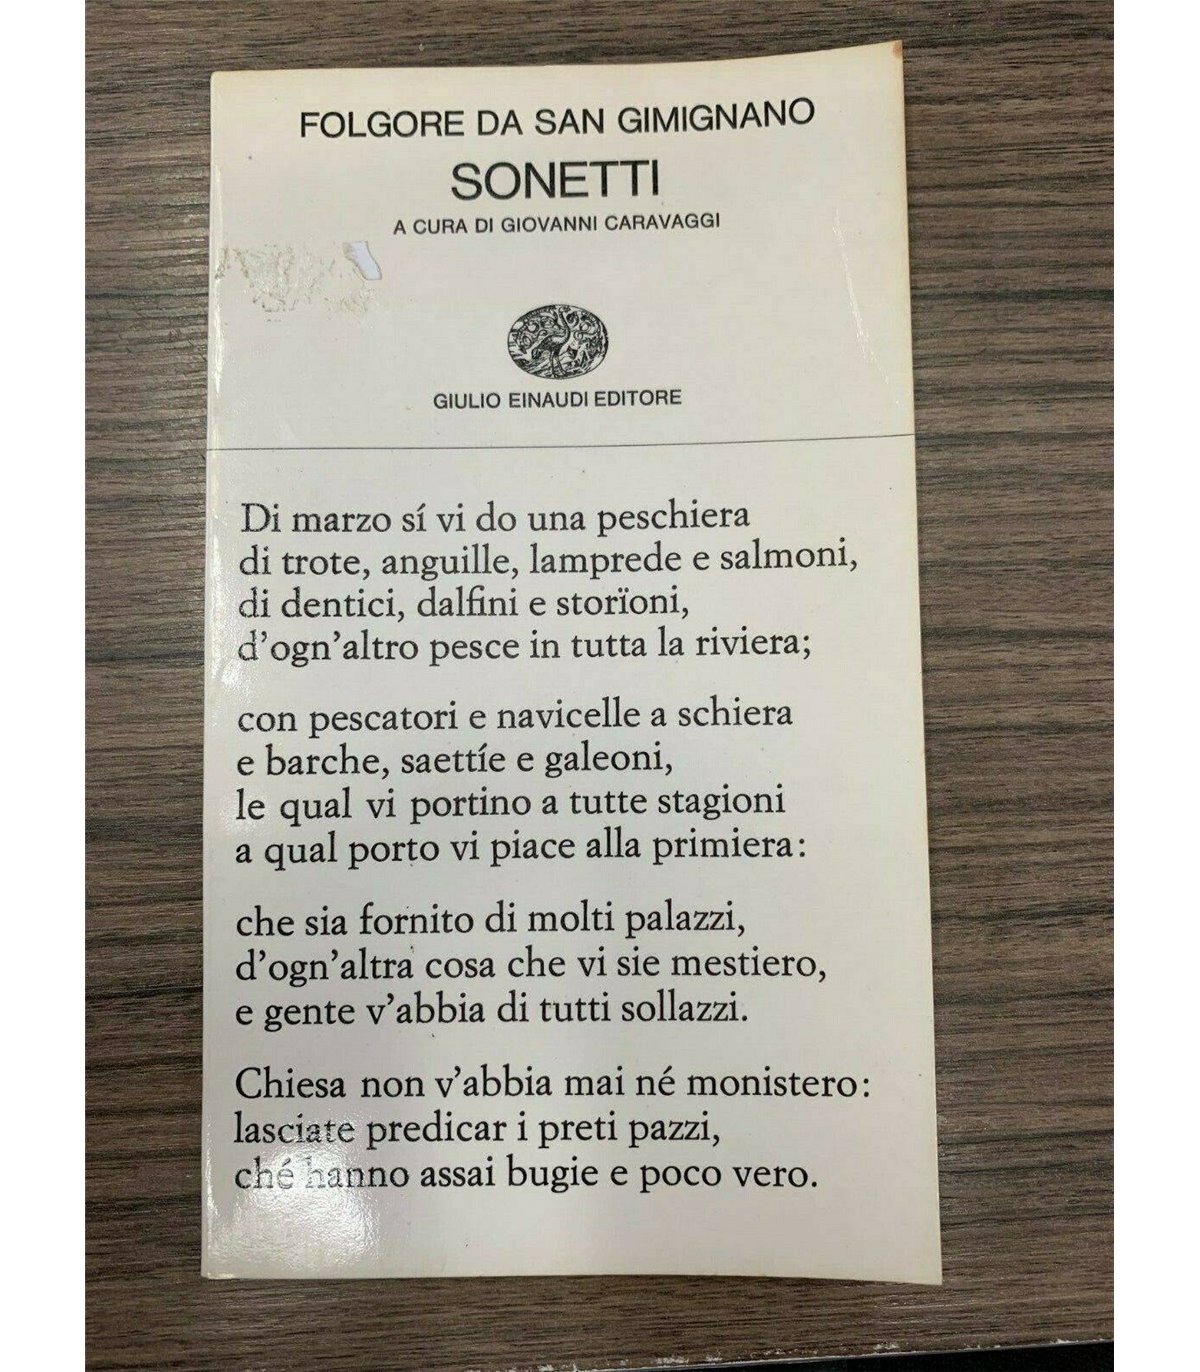 FOLGORE DA SAN GIMIGNANO
SONETTI
A CURA DI GIOVANNI CARAVAGGI
GIULIO EINAUDI EDITORE
Di marzo sí vi do una peschiera
di trote, anguille, lamprede e salmoni,
di dentici, dalfini e storïoni,
d'ogn'altro pesce in tutta la riviera;
con pescatori e navicelle a schiera
e barche, saettíe e galeoni,
le qual vi portino a tutte stagioni
a qual porto vi piace alla primiera:
che sia fornito di molti palazzi,
d'ogn'altra cosa che vi sie mestiero,
e gente v'abbia di tutti sollazzi.
Chiesa non v'abbia mai né monistero:
lasciate predicar i preti pazzi,
ché hanno assai bugie e poco vero.